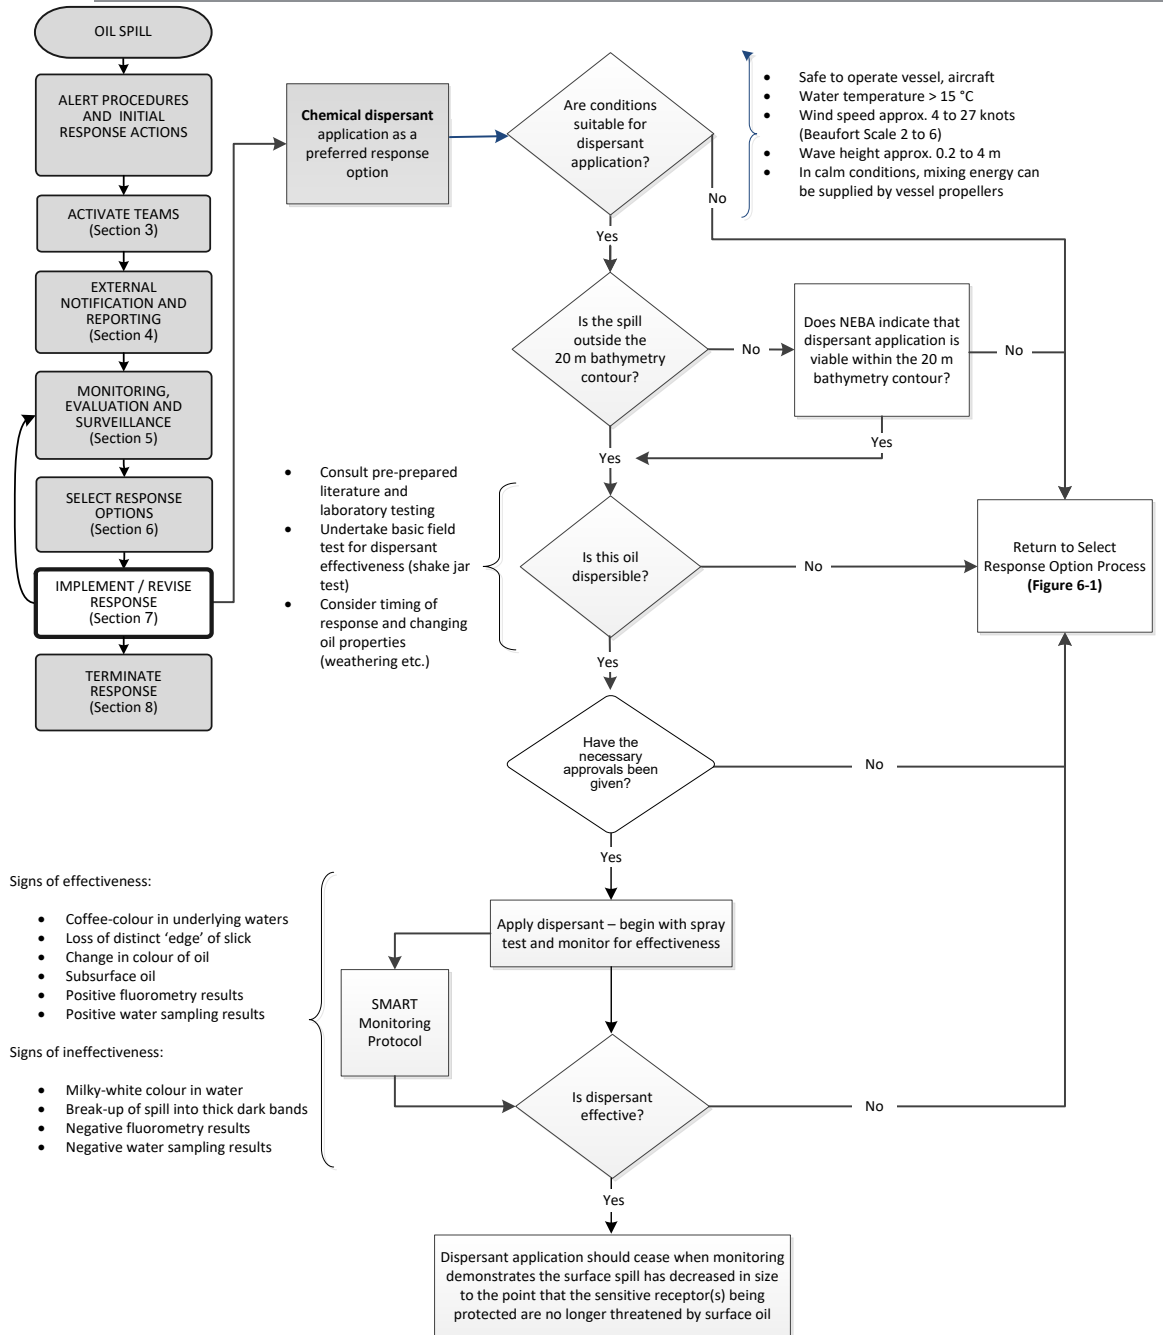 OIL SPILL
ALERT PROCEDURES
AND INITIAL
RESPONSE ACTIONS
ACTIVATE TEAMS
(Section 3)
EXTERNAL
NOTIFICATION AND
REPORTING
(Section 4)
MONITORING,
EVALUATION AND
SURVEILLANCE
(Section 5)
SELECT RESPONSE
OPTIONS
(Section 6)
IMPLEMENT / REVISE
RESPONSE
(Section 7)
TERMINATE
RESPONSE
(Section 8)
Chemical dispersant
application as a
preferred response
option
Are conditions
suitable for
dispersant
application?
• Safe to operate vessel, aircraft
• Water temperature > 15 °C
• Wind speed approx. 4 to 27 knots
(Beaufort Scale 2 to 6)
• Wave height approx. 0.2 to 4 m
• In calm conditions, mixing energy can
be supplied by vessel propellers
No
Yes
Is the spill
outside the
20 m bathymetry
contour?
No
Does NEBA indicate that
dispersant application is
viable within the 20 m
bathymetry contour?
No
Yes
Yes
• Consult pre-prepared
literature and
laboratory testing
• Undertake basic field
test for dispersant
effectiveness (shake jar
test)
• Consider timing of
response and changing
oil properties
(weathering etc.)
Is this oil
dispersible?
No
Return to Select
Response Option Process
(Figure 6-1)
Yes
Have the
necessary
approvals been
given?
No
Yes
Apply dispersant – begin with spray
test and monitor for effectiveness
SMART
Monitoring
Protocol
Signs of effectiveness:
• Coffee-colour in underlying waters
• Loss of distinct ‘edge’ of slick
• Change in colour of oil
• Subsurface oil
• Positive fluorometry results
• Positive water sampling results
Signs of ineffectiveness:
• Milky-white colour in water
• Break-up of spill into thick dark bands
• Negative fluorometry results
• Negative water sampling results
Is dispersant
effective?
No
Yes
Dispersant application should cease when monitoring
demonstrates the surface spill has decreased in size
to the point that the sensitive receptor(s) being
protected are no longer threatened by surface oil